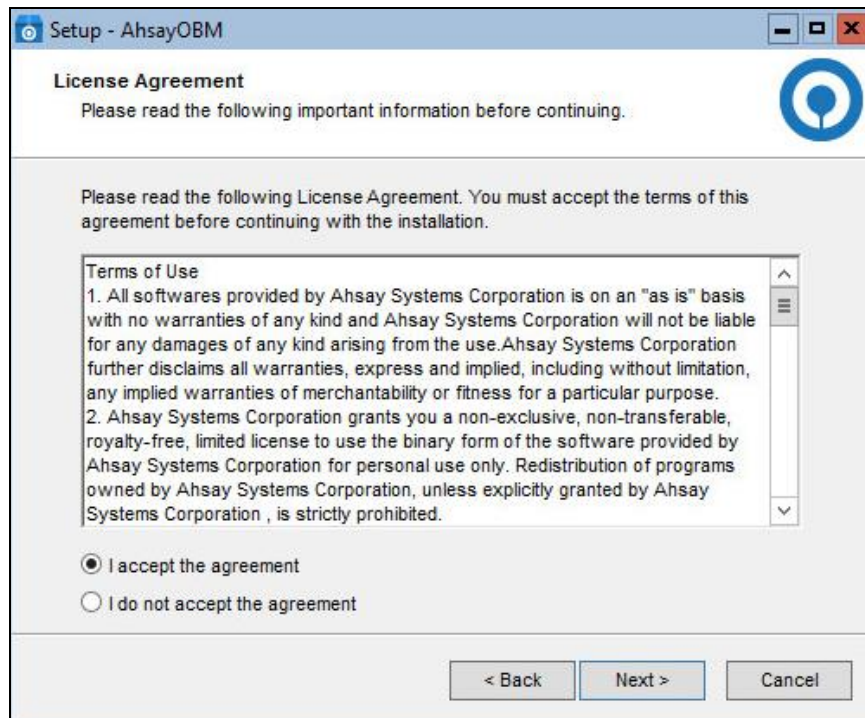 Setup - AhsayOBM
License Agreement
Please read the following important information before continuing.
Please read the following License Agreement. You must accept the terms of this
agreement before continuing with the installation.
Terms of Use
1. All softwares provided by Ahsay Systems Corporation is on an "as is" basis
with no warranties of any kind and Ahsay Systems Corporation will not be liable
for any damages of any kind arising from the use.Ahsay Systems Corporation
further disclaims all warranties, express and implied, including without limitation,
any implied warranties of merchantability or fitness for a particular purpose.
2. Ahsay Systems Corporation grants you a non-exclusive, non-transferable,
royalty-free, limited license to use the binary form of the software provided by
Ahsay Systems Corporation for personal use only. Redistribution of programs
owned by Ahsay Systems Corporation, unless explicitly granted by Ahsay
Systems Corporation , is strictly prohibited.
I accept the agreement
I do not accept the agreement
< Back Next > Cancel